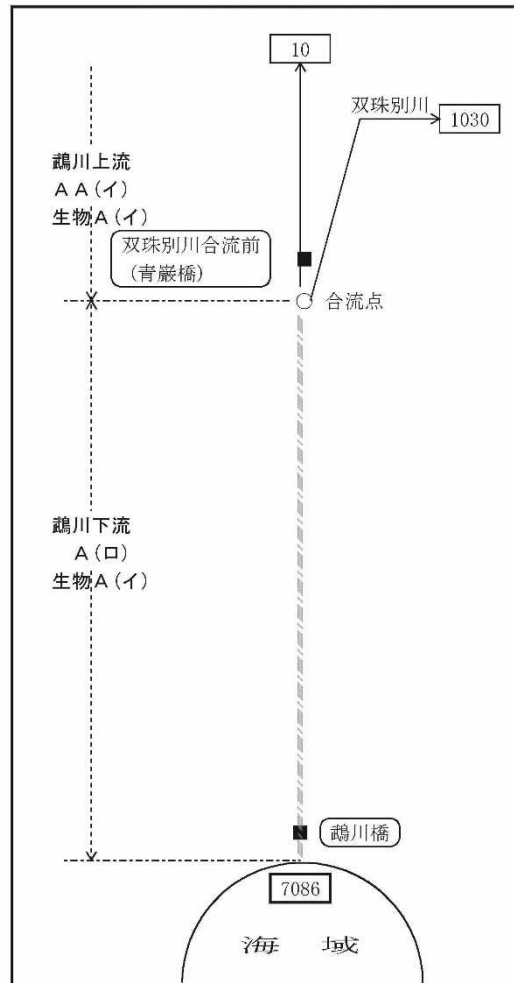 10
双珠別川
1030
鵡川上流
AA(イ)
生物A(イ)
双珠別川合流前
(青巌橋)
合流点
鵡川下流
A(ロ)
生物A(イ)
鵡川橋
7086
海域